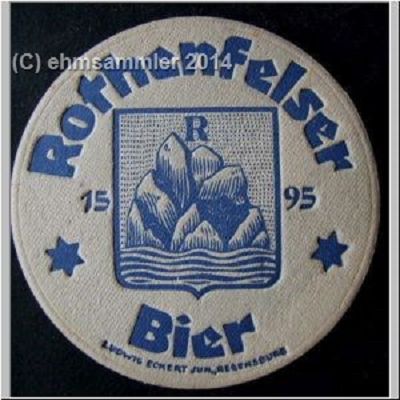 (C) ehmsammler 2014
Rothenfelser
R
15 95
Bier
LUDWIG ECKERT JUN., REGENSBURG